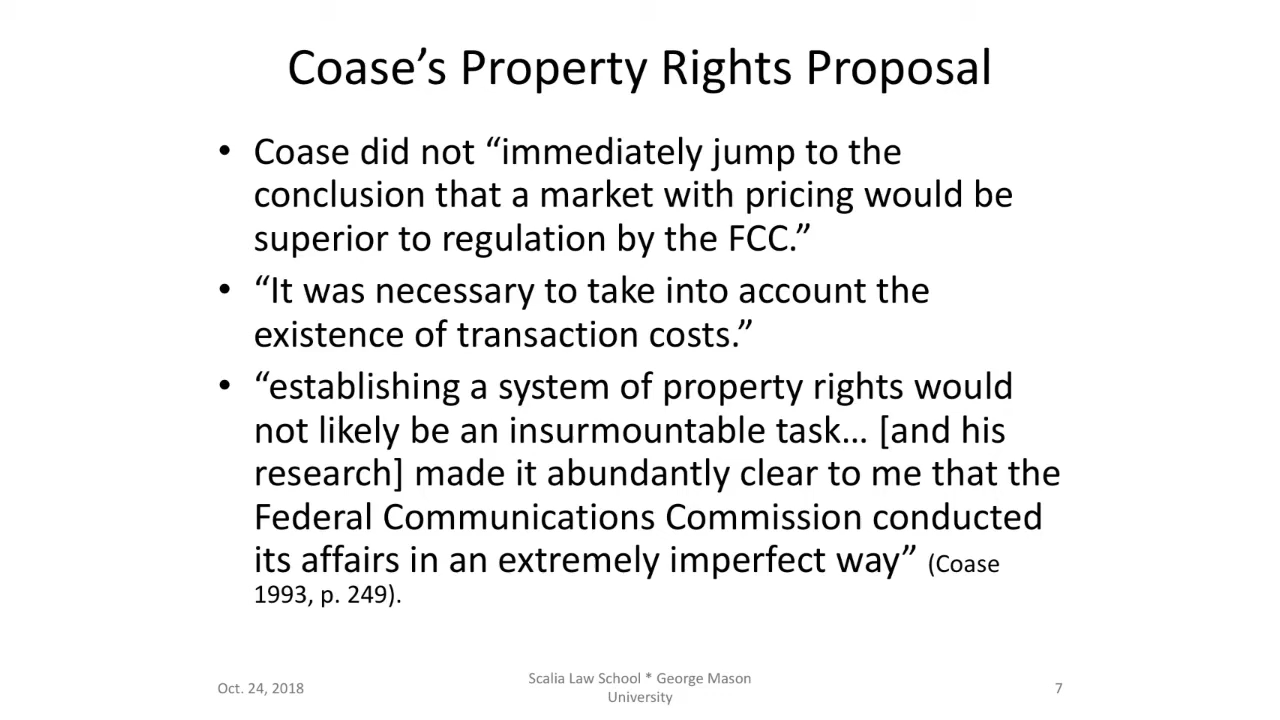 Coase’s Property Rights Proposal
• Coase did not “immediately jump to the
conclusion that a market with pricing would be
superior to regulation by the FCC.”
• “It was necessary to take into account the
existence of transaction costs.”
• “establishing a system of property rights would
not likely be an insurmountable task… [and his
research] made it abundantly clear to me that the
Federal Communications Commission conducted
its affairs in an extremely imperfect way” (Coase
1993, p. 249).
Oct. 24, 2018
Scalia Law School * George Mason
University
7